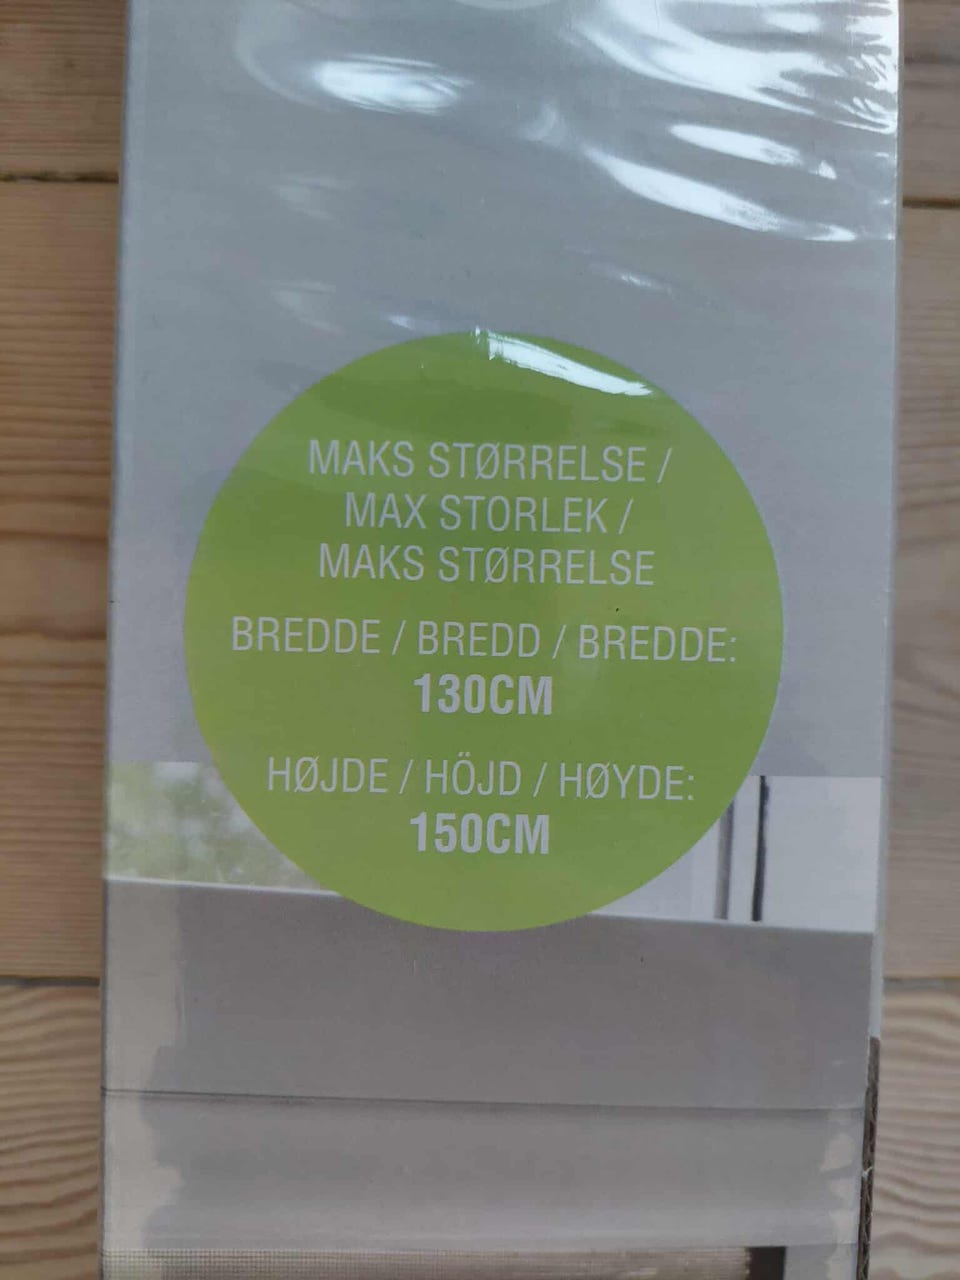 MAKS STØRRELSE /
MAX STORLEK /
MAKS STØRRELSE
BREDDE / BREDD / BREDDE:
130CM
HØJDE / HÖJD / HØYDE:
150CM